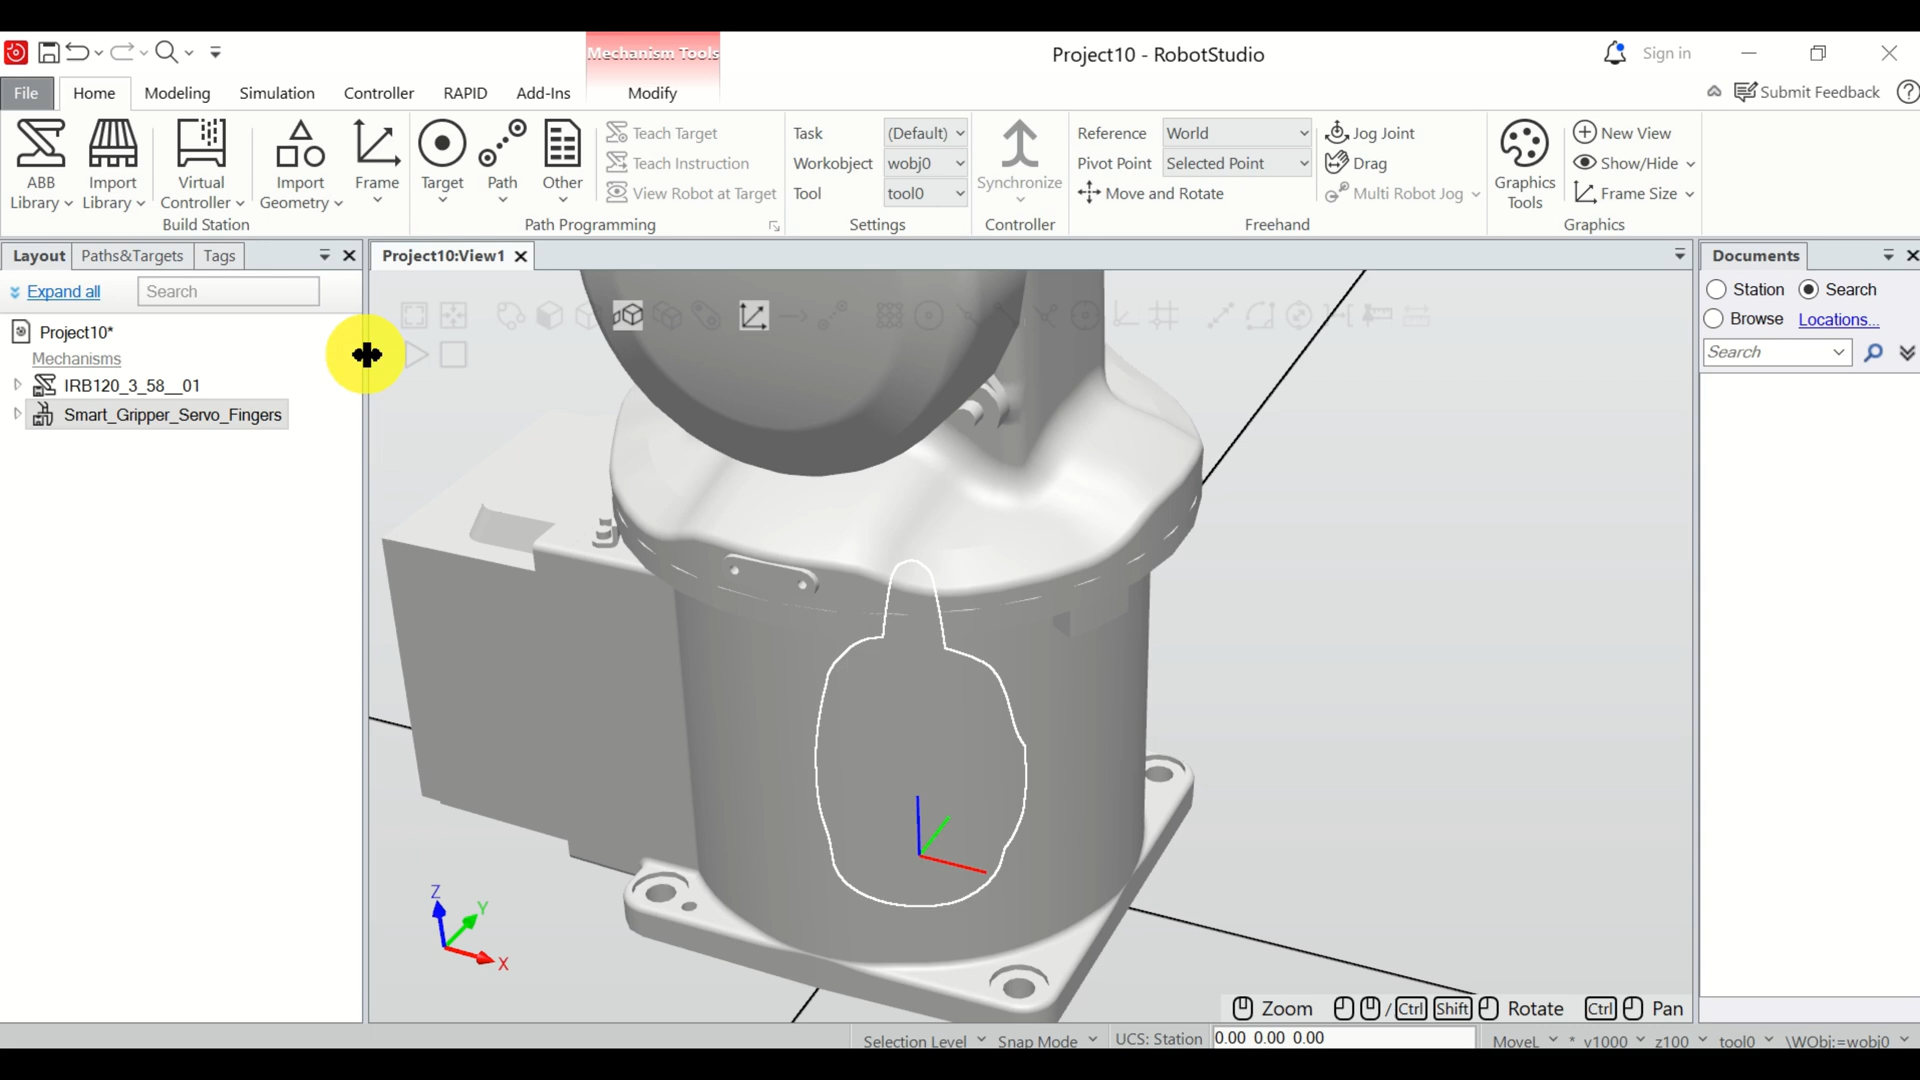 Mechanism Tools
Project10 - RobotStudio
Sign in
File
Home
Modeling
Simulation
Controller
RAPID
Add-Ins
Modify
Submit Feedback
ABB Library
Import Library
Virtual Controller
Build Station
Import Geometry
Frame
Target
Path
Other
Teach Target
Teach Instruction
View Robot at Target
Path Programming
Task (Default)
Workobject wobj0
Tool tool0
Settings
Synchronize
Controller
Reference World
Pivot Point Selected Point
Move and Rotate
Jog Joint
Drag
Multi Robot Jog
Freehand
Graphics Tools
New View
Show/Hide
Frame Size
Graphics
Layout
Paths&Targets
Tags
Expand all
Search
Project10*
Mechanisms
IRB120_3_58__01
Smart_Gripper_Servo_Fingers
Project10:View1
Z
Y
X
Zoom
/ Ctrl Shift Rotate
Ctrl Pan
Documents
Station
Search
Browse
Locations...
Search
Selection Level
Snap Mode
UCS: Station
0.00 0.00 0.00
MoveL
* v1000
z100
tool0
\WObj:=wobj0